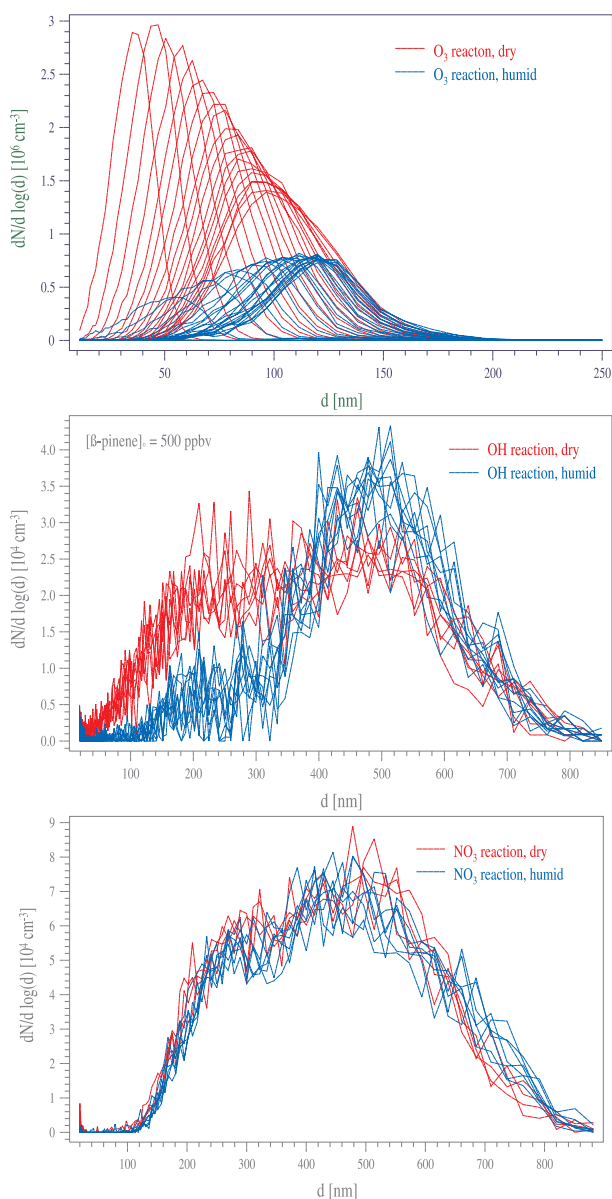 3
2.5
2
1.5
1
0.5
0
dN/d log(d) [10⁶ cm⁻³]
O₃ reacton, dry
O₃ reaction, humid
50 100 150 200 250
d [nm]
[ß-pinene]ₒ = 500 ppbv
OH reaction, dry
OH reaction, humid
4.0
3.5
3.0
2.5
2.0
1.5
1.0
0.5
0.0
dN/d log(d) [10⁴ cm⁻³]
100 200 300 400 500 600 700 800
d [nm]
9
8
7
6
5
4
3
2
1
0
dN/d log(d) [10⁴ cm⁻³]
NO₃ reaction, dry
NO₃ reaction, humid
100 200 300 400 500 600 700 800
d [nm]